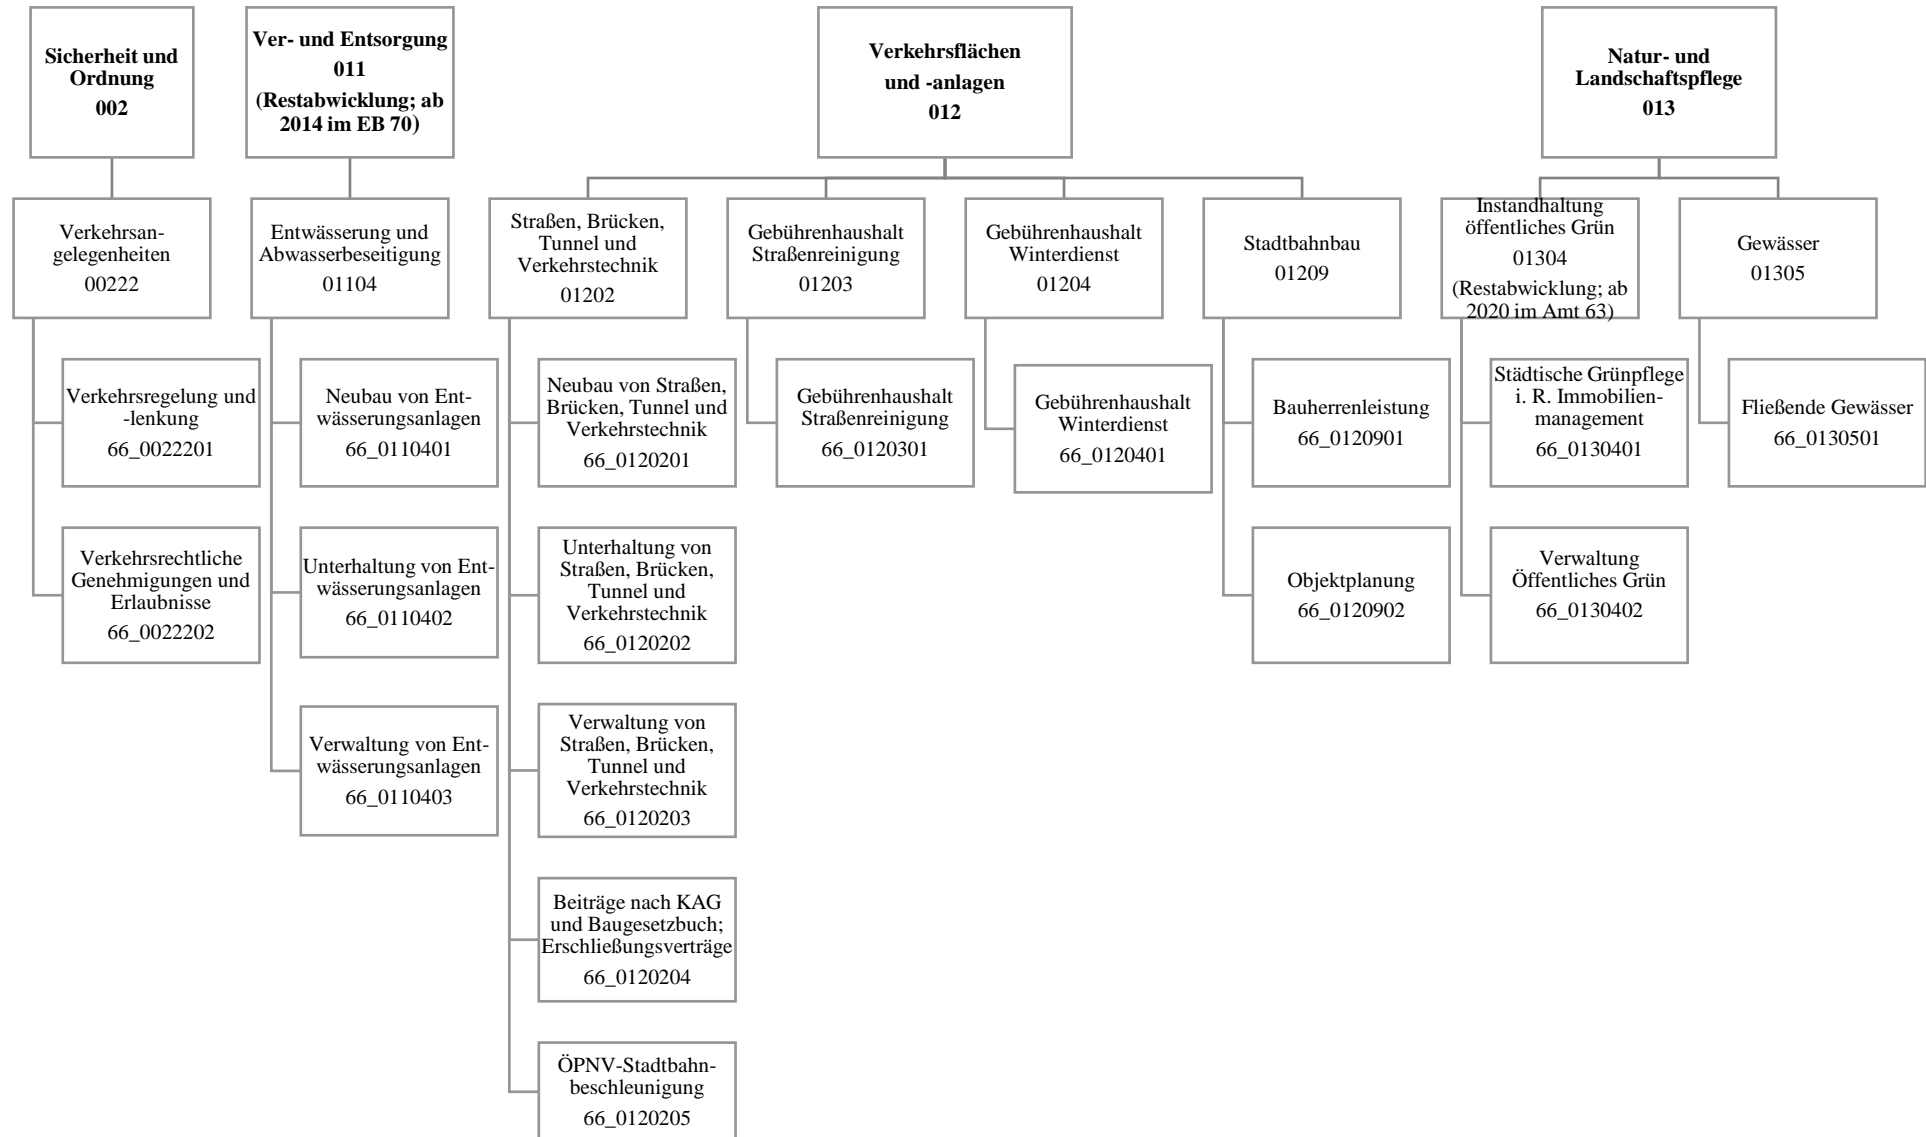 Sicherheit und
Ordnung
002
Ver- und Entsorgung
011
(Restabwicklung; ab
2014 im EB 70)
Verkehrsflächen
und -anlagen
012
Natur- und
Landschaftspflege
013
Verkehrsan-
gelegenheiten
00222
Entwässerung und
Abwasserbeseitigung
01104
Straßen, Brücken,
Tunnel und
Verkehrstechnik
01202
Gebührenhaushalt
Straßenreinigung
01203
Gebührenhaushalt
Winterdienst
01204
Stadtbahnbau
01209
Instandhaltung
öffentliches Grün
01304
(Restabwicklung; ab
2020 im Amt 63)
Gewässer
01305
Verkehrsregelung und
-lenkung
66_0022201
Neubau von Ent-
wässerungsanlagen
66_0110401
Neubau von Straßen,
Brücken, Tunnel und
Verkehrstechnik
66_0120201
Gebührenhaushalt
Straßenreinigung
66_0120301
Gebührenhaushalt
Winterdienst
66_0120401
Bauherrenleistung
66_0120901
Städtische Grünpflege
i. R. Immobilien-
management
66_0130401
Fließende Gewässer
66_0130501
Verkehrsrechtliche
Genehmigungen und
Erlaubnisse
66_0022202
Unterhaltung von Ent-
wässerungsanlagen
66_0110402
Unterhaltung von
Straßen, Brücken,
Tunnel und
Verkehrstechnik
66_0120202
Objektplanung
66_0120902
Verwaltung
Öffentliches Grün
66_0130402
Verwaltung von Ent-
wässerungsanlagen
66_0110403
Verwaltung von
Straßen, Brücken,
Tunnel und
Verkehrstechnik
66_0120203
Beiträge nach KAG
und Baugesetzbuch;
Erschließungsverträge
66_0120204
ÖPNV-Stadtbahn-
beschleunigung
66_0120205